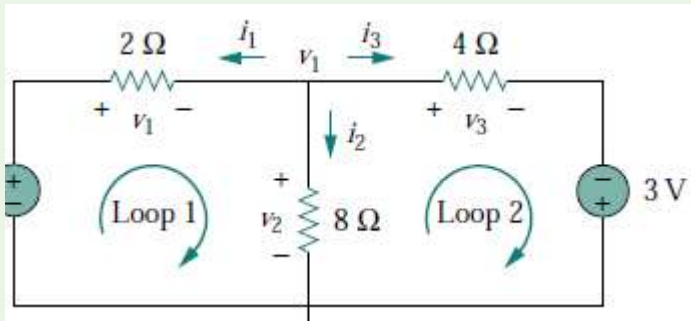 2 Ω i1 v1 i3 4 Ω
+ v1 − + v3 −
i2
+ − + v2 − 8 Ω
Loop 1 Loop 2
− + 3 V